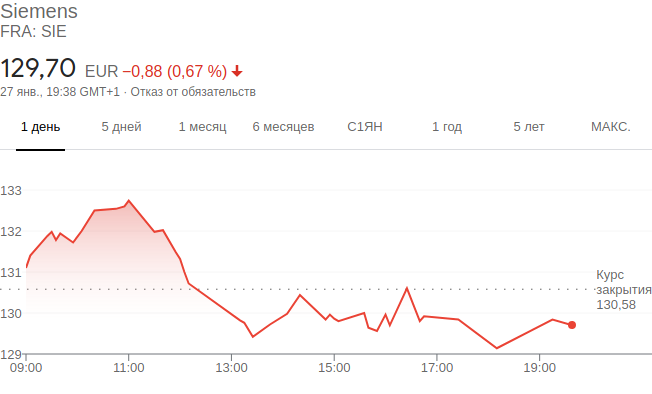 Siemens
FRA: SIE
129,70 EUR −0,88 (0,67 %)
27 янв., 19:38 GMT+1 · Отказ от обязательств
1 день 5 дней 1 месяц 6 месяцев С1ЯН 1 год 5 лет МАКС.
133
132
131
130
129
Курс
закрытия
130,58
09:00 11:00 13:00 15:00 17:00 19:00